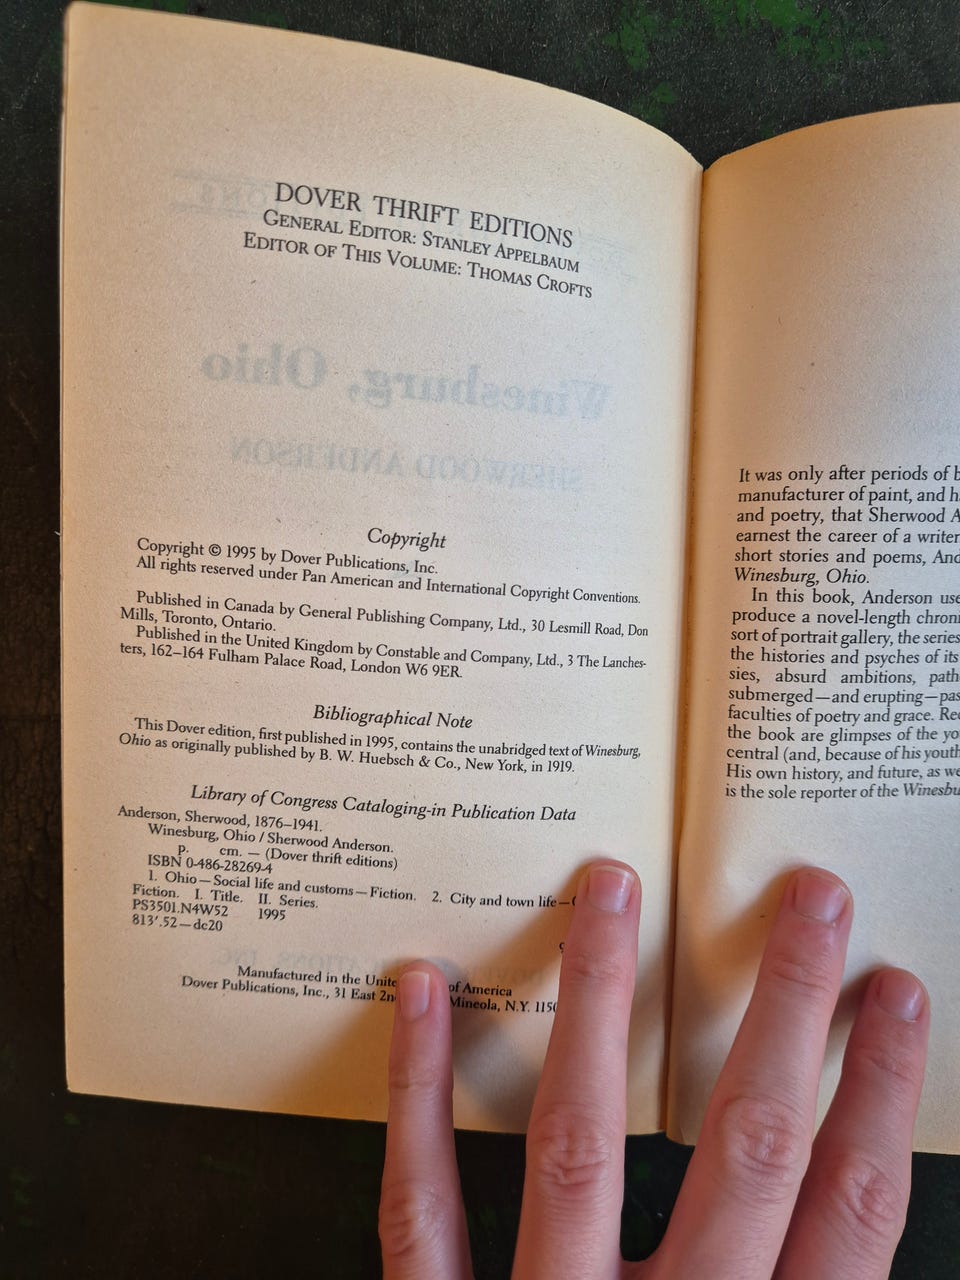 DOVER THRIFT EDITIONS
GENERAL EDITOR: STANLEY APPELBAUM
EDITOR OF THIS VOLUME: THOMAS CROFTS
Winesburg, Ohio
SHERWOOD ANDERSON
Copyright
Copyright © 1995 by Dover Publications, Inc.
All rights reserved under Pan American and International Copyright Conventions.
Published in Canada by General Publishing Company, Ltd., 30 Lesmill Road, Don
Mills, Toronto, Ontario.
Published in the United Kingdom by Constable and Company, Ltd., 3 The Lanches-
ters, 162–164 Fulham Palace Road, London W6 9ER.
Bibliographical Note
This Dover edition, first published in 1995, contains the unabridged text of Winesburg,
Ohio as originally published by B. W. Huebsch & Co., New York, in 1919.
Library of Congress Cataloging-in Publication Data
Anderson, Sherwood, 1876–1941.
Winesburg, Ohio / Sherwood Anderson.
p. cm. — (Dover thrift editions)
ISBN 0-486-28269-4
1. Ohio—Social life and customs—Fiction. 2. City and town life—
Fiction. I. Title. II. Series.
PS3501.N4W52 1995
813'.52—dc20
Manufactured in the Unite of America
Dover Publications, Inc., 31 East 2n Mineola, N.Y. 1150
It was only after periods of b
manufacturer of paint, and h
and poetry, that Sherwood A
earnest the career of a writer
short stories and poems, And
Winesburg, Ohio.
In this book, Anderson use
produce a novel-length chron
sort of portrait gallery, the series
the histories and psyches of its
sies, absurd ambitions, path
submerged—and erupting—pas
faculties of poetry and grace. Re
the book are glimpses of the yo
central (and, because of his youth
His own history, and future, as we
is the sole reporter of the Winesbu